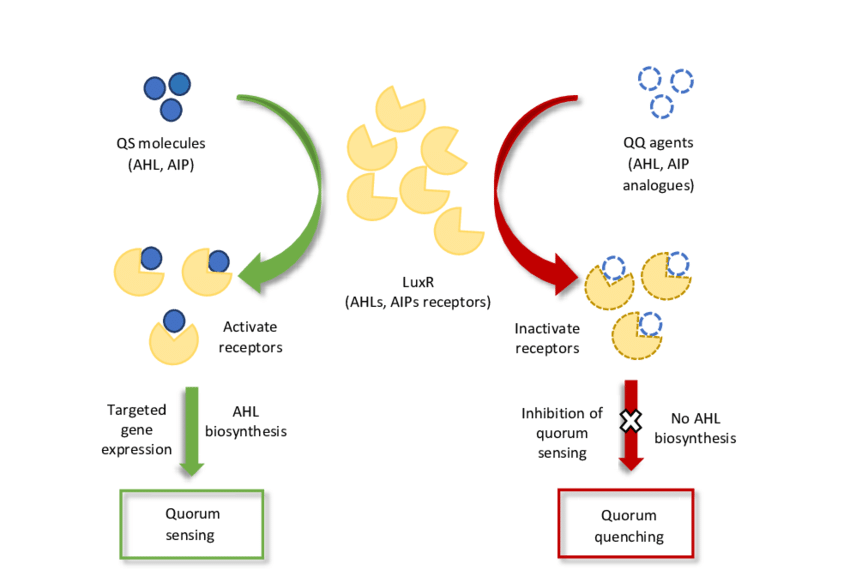 QS molecules
(AHL, AIP)
QQ agents
(AHL, AIP
analogues)
LuxR
(AHLs, AIPs receptors)
Activate
receptors
Inactivate
receptors
Targeted
gene
expression
AHL
biosynthesis
Inhibition of
quorum
sensing
No AHL
biosynthesis
Quorum
sensing
Quorum
quenching